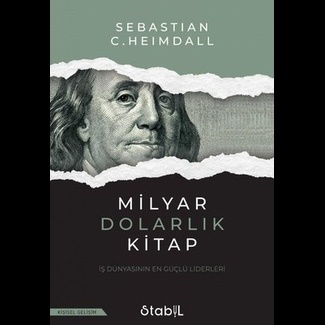 SEBASTIAN
C.HEIMDALL
MİLYAR
DOLARLIK
KİTAP
İŞ DÜNYASININ EN GÜÇLÜ LİDERLERİ
KİŞİSEL GELİŞİM
StabiL